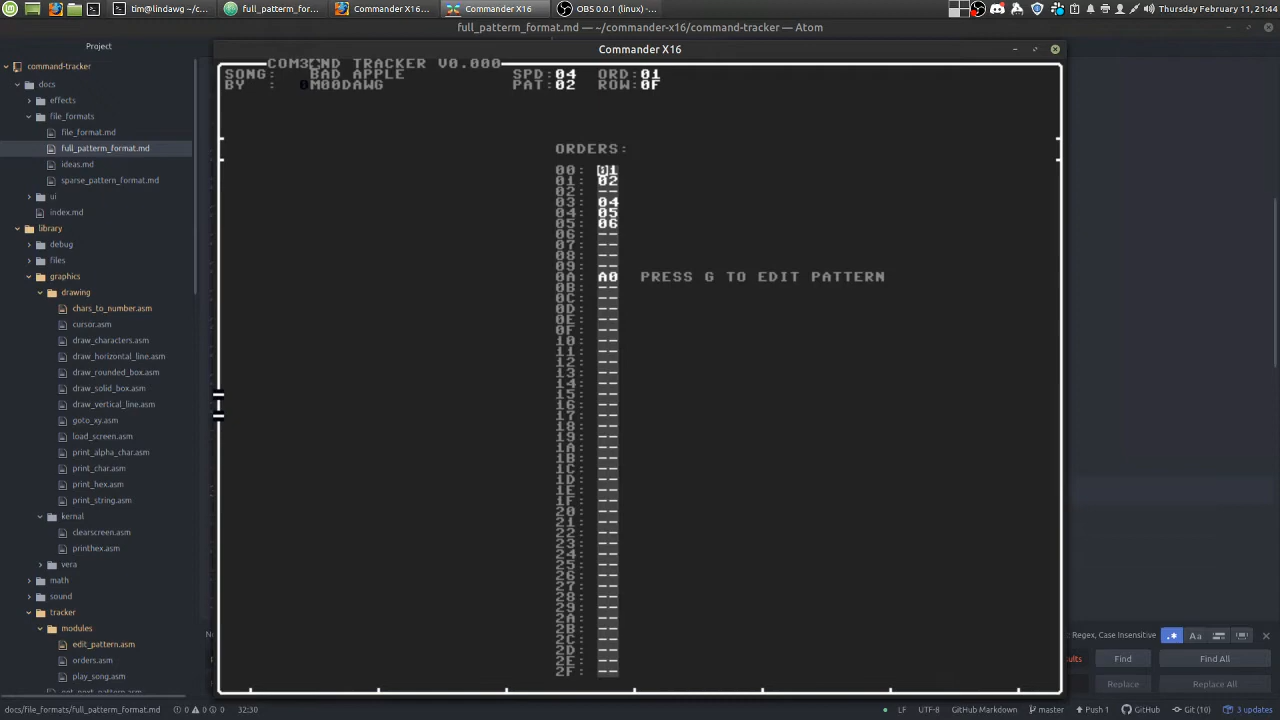 tim@lindawg: ~/c...
full_pattern_form...
Commander X16...
Commander X16
OBS 0.0.1 (linux)-...
Thursday February 11, 21:44
full_patterm_format.md — ~/commander-x16/command-tracker — Atom
Project
Commander X16
command-tracker
docs
effects
file_formats
file_format.md
full_patterm_format.md
ideas.md
sparse_pattern_format.md
ui
index.md
library
debug
files
graphics
drawing
chars_to_number.asm
cursor.asm
draw_characters.asm
draw_horizontal_line.asm
draw_rounded_box.asm
draw_solid_box.asm
draw_vertical_line.asm
goto_xy.asm
load_screen.asm
print_alpha_char.asm
print_char.asm
print_hex.asm
print_string.asm
kernal
clearscreen.asm
printhex.asm
vera
math
sound
tracker
modules
edit_pattern.asm
orders.asm
play_song.asm
COM3ND TRACKER V0.000
SONG: BAD APPLE SPD:04 ORD:01
BY : 0M00DAWG PAT:02 ROW:0F
ORDERS:
00: 01
01: 02
02: --
03: 04
04: 05
05: 06
06: --
07: --
08: --
09: --
0A: A0 PRESS G TO EDIT PATTERN
0B: --
0C: --
0D: --
0E: --
0F: --
10: --
11: --
12: --
13: --
14: --
15: --
16: --
17: --
18: --
19: --
1A: --
1B: --
1C: --
1D: --
1E: --
1F: --
20: --
21: --
22: --
23: --
24: --
25: --
26: --
27: --
28: --
29: --
2A: --
2B: --
2C: --
2D: --
2E: --
2F: --
Regex, Case Insensitive
.*
Aa
Find
Find All
Replace
Replace All
docs/file_formats/full_patterm_format.md 0 0 0 32:30
LF UTF-8 GitHub Markdown master Push 1 GitHub Git (10) 3 updates